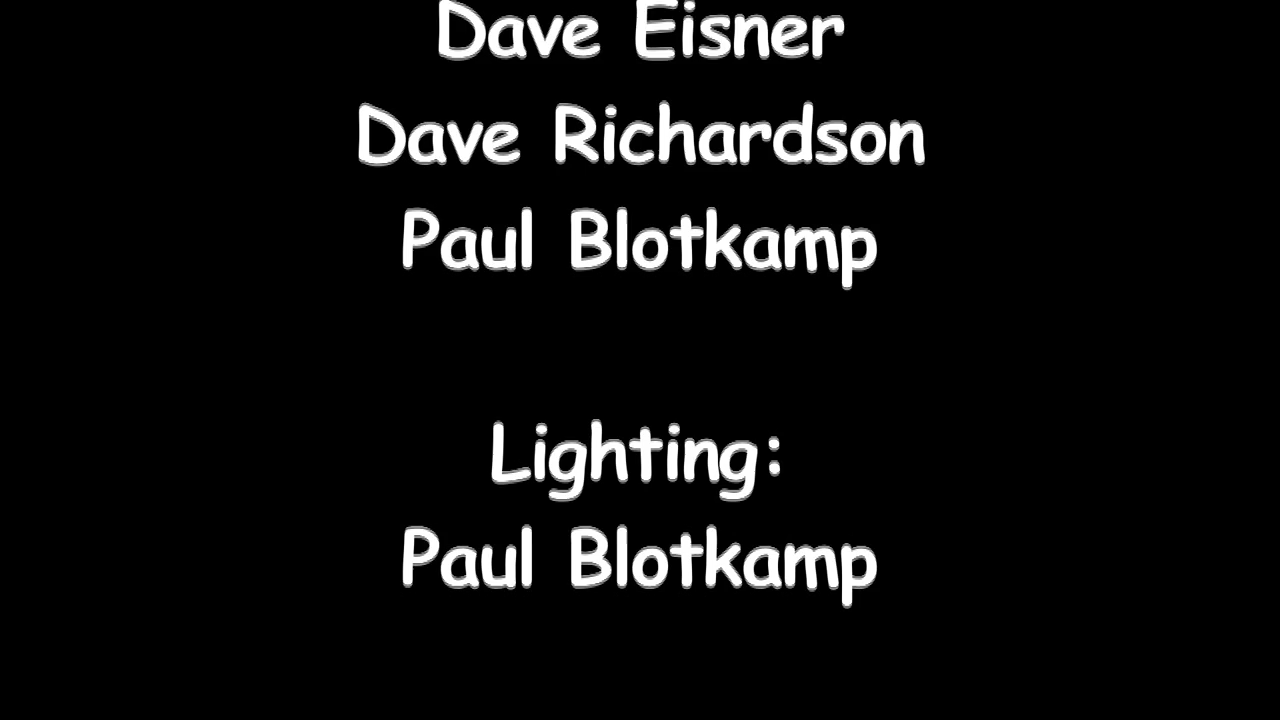 Dave Eisner
Dave Richardson
Paul Blotkamp
Lighting:
Paul Blotkamp